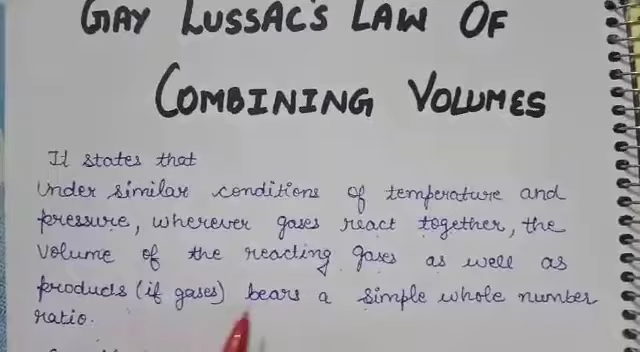 GAY LUSSAC'S LAW OF
COMBINING VOLUMES
It states that
Under similar conditions of temperature and
pressure, wherever gases react together, the
volume of the reacting gases as well as
products (if gases) bears a simple whole number
ratio.